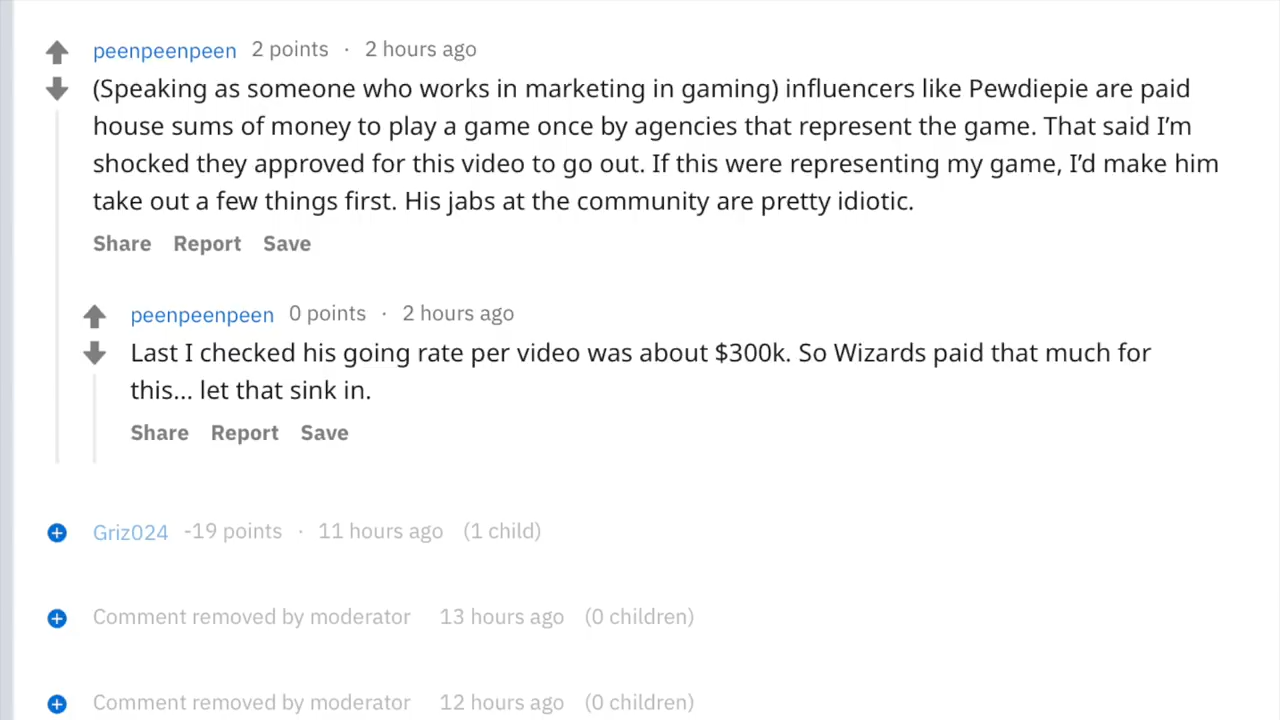 peenpeenpeen 2 points · 2 hours ago
(Speaking as someone who works in marketing in gaming) influencers like Pewdiepie are paid
house sums of money to play a game once by agencies that represent the game. That said I’m
shocked they approved for this video to go out. If this were representing my game, I’d make him
take out a few things first. His jabs at the community are pretty idiotic.
Share Report Save
peenpeenpeen 0 points · 2 hours ago
Last I checked his going rate per video was about $300k. So Wizards paid that much for
this... let that sink in.
Share Report Save
Griz024 -19 points · 11 hours ago (1 child)
Comment removed by moderator 13 hours ago (0 children)
Comment removed by moderator 12 hours ago (0 children)